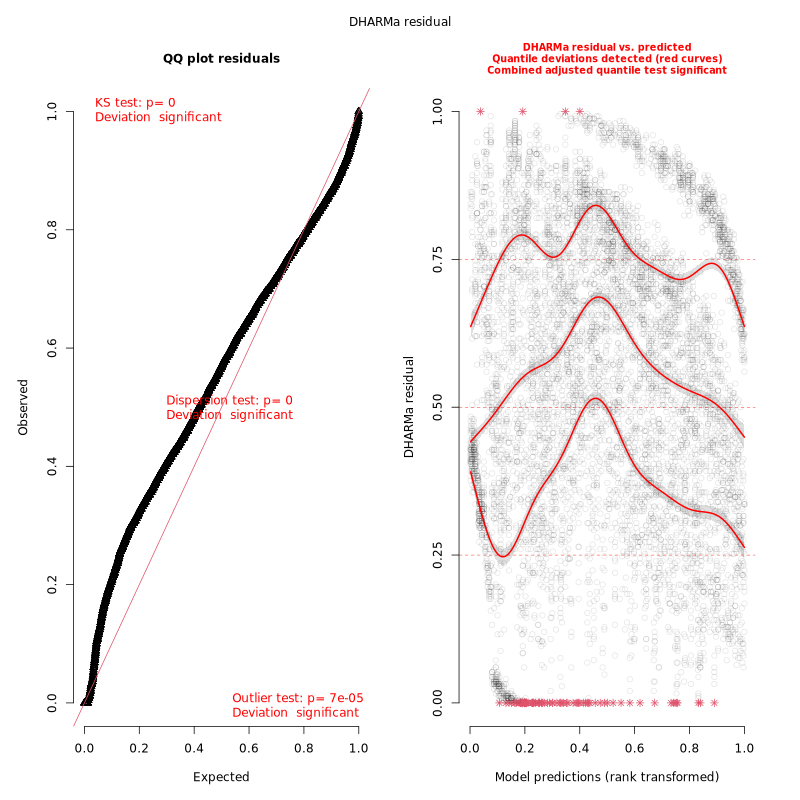 DHARMa residual
QQ plot residuals
KS test: p= 0
Deviation  significant
Dispersion test: p= 0
Deviation  significant
Outlier test: p= 7e-05
Deviation  significant
Observed
0.0
0.2
0.4
0.6
0.8
1.0
0.0 0.2 0.4 0.6 0.8 1.0
Expected
DHARMa residual vs. predicted
Quantile deviations detected (red curves)
Combined adjusted quantile test significant
DHARMa residual
0.00
0.25
0.50
0.75
1.00
0.0 0.2 0.4 0.6 0.8 1.0
Model predictions (rank transformed)